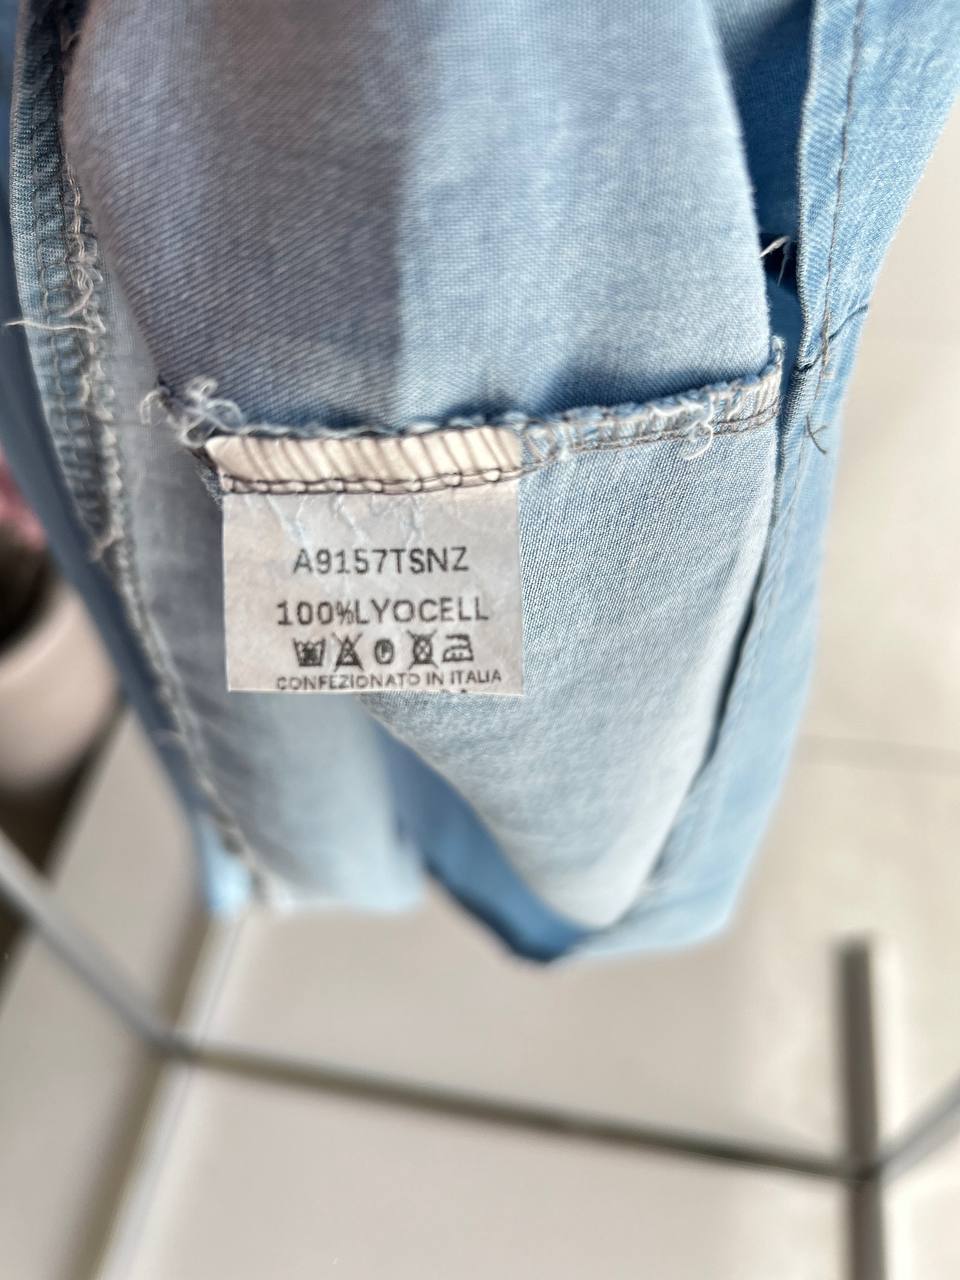 A9157TSNZ
100%LYOCELL
CONFEZIONATO IN ITALIA